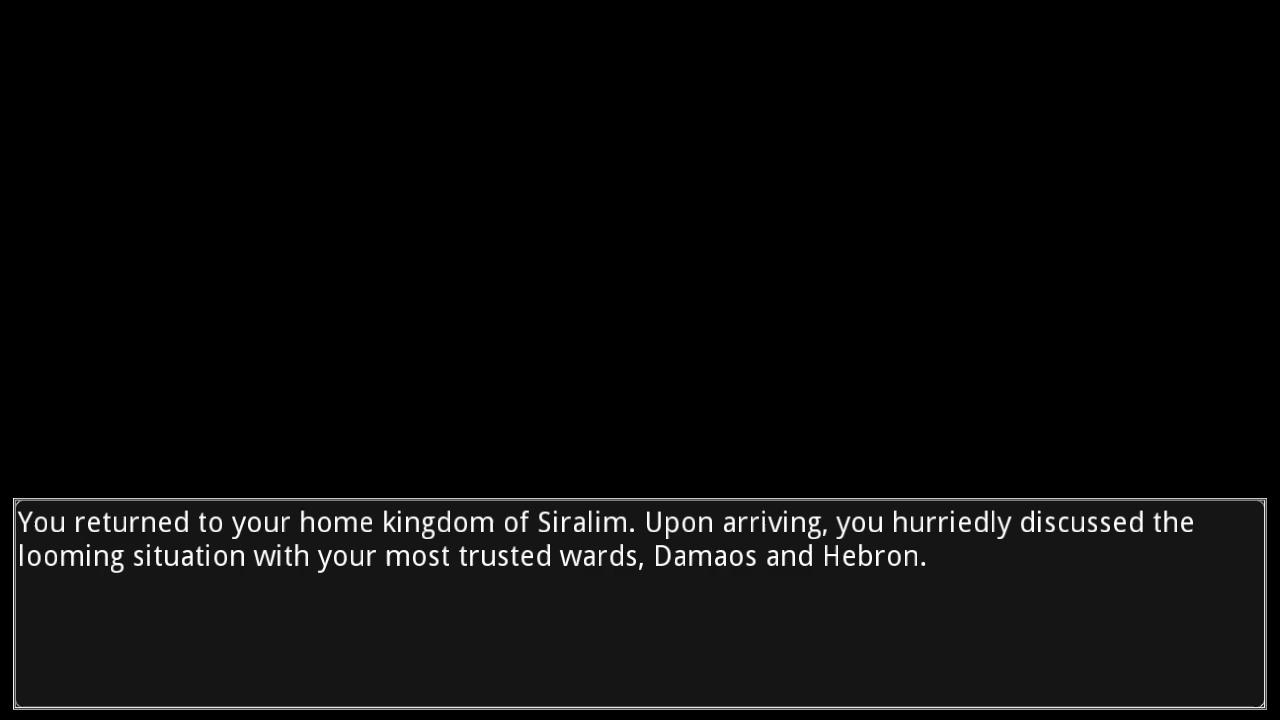 You returned to your home kingdom of Siralim. Upon arriving, you hurriedly discussed the
looming situation with your most trusted wards, Damaos and Hebron.